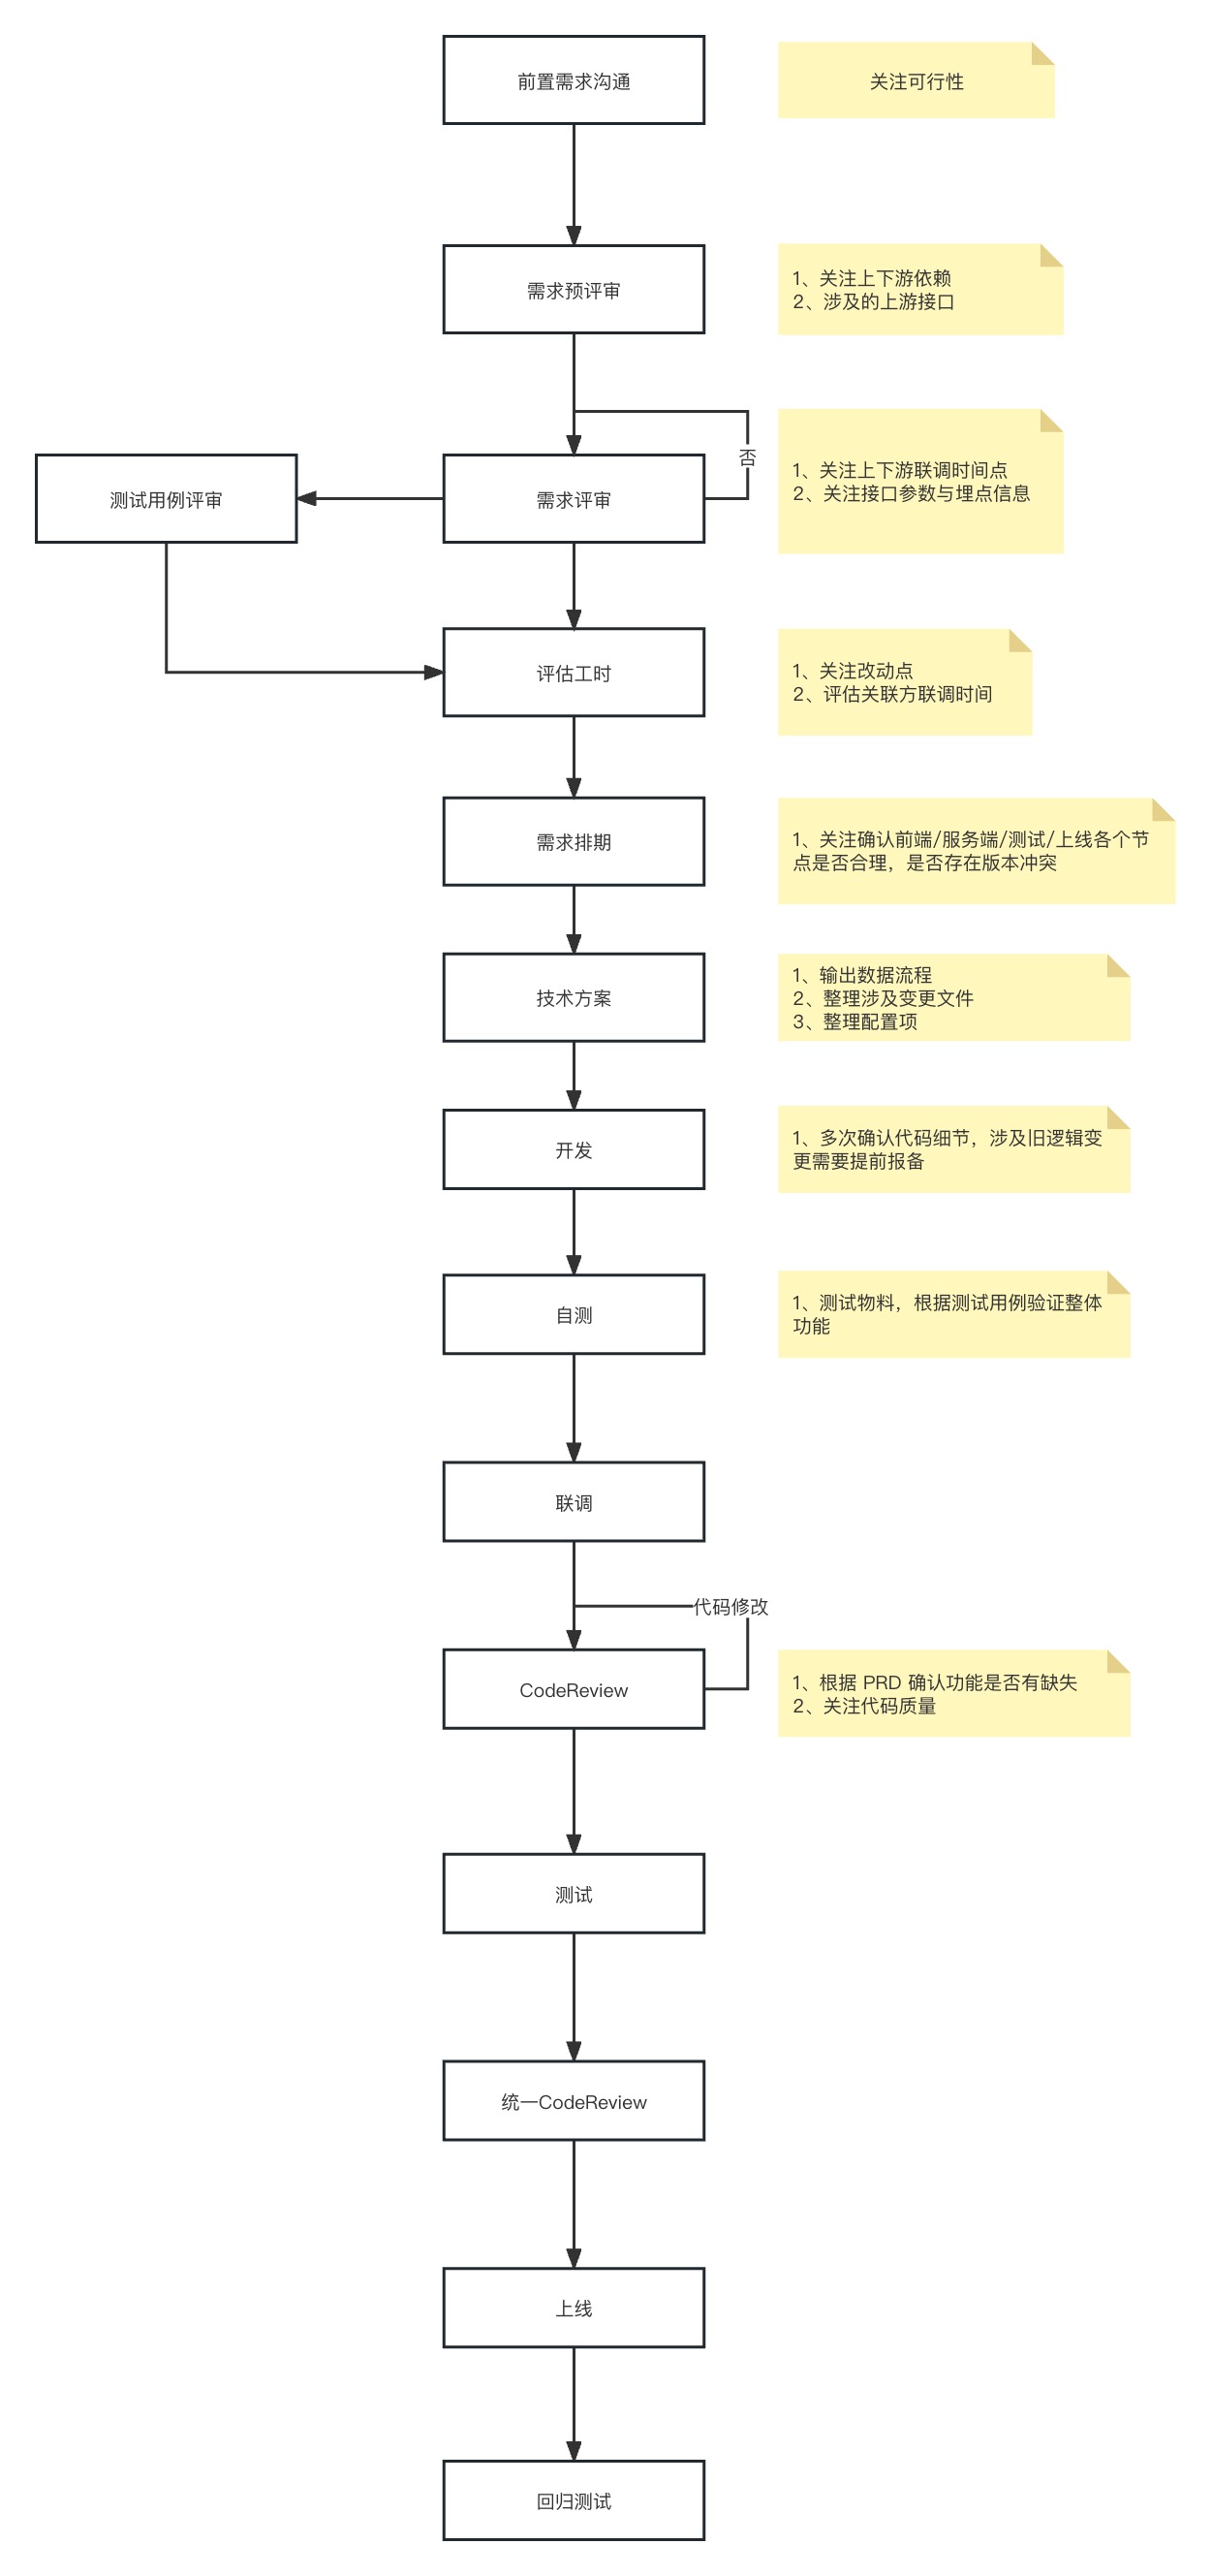 前置需求沟通
关注可行性
需求预评审
1、关注上下游依赖
2、涉及的上游接口
否
测试用例评审
需求评审
1、关注上下游联调时间点
2、关注接口参数与埋点信息
评估工时
1、关注改动点
2、评估关联方联调时间
需求排期
1、关注确认前端/服务端/测试/上线各个节
点是否合理，是否存在版本冲突
技术方案
1、输出数据流程
2、整理涉及变更文件
3、整理配置项
开发
1、多次确认代码细节，涉及旧逻辑变
更需要提前报备
自测
1、测试物料，根据测试用例验证整体
功能
联调
代码修改
CodeReview
1、根据 PRD 确认功能是否有缺失
2、关注代码质量
测试
统一CodeReview
上线
回归测试